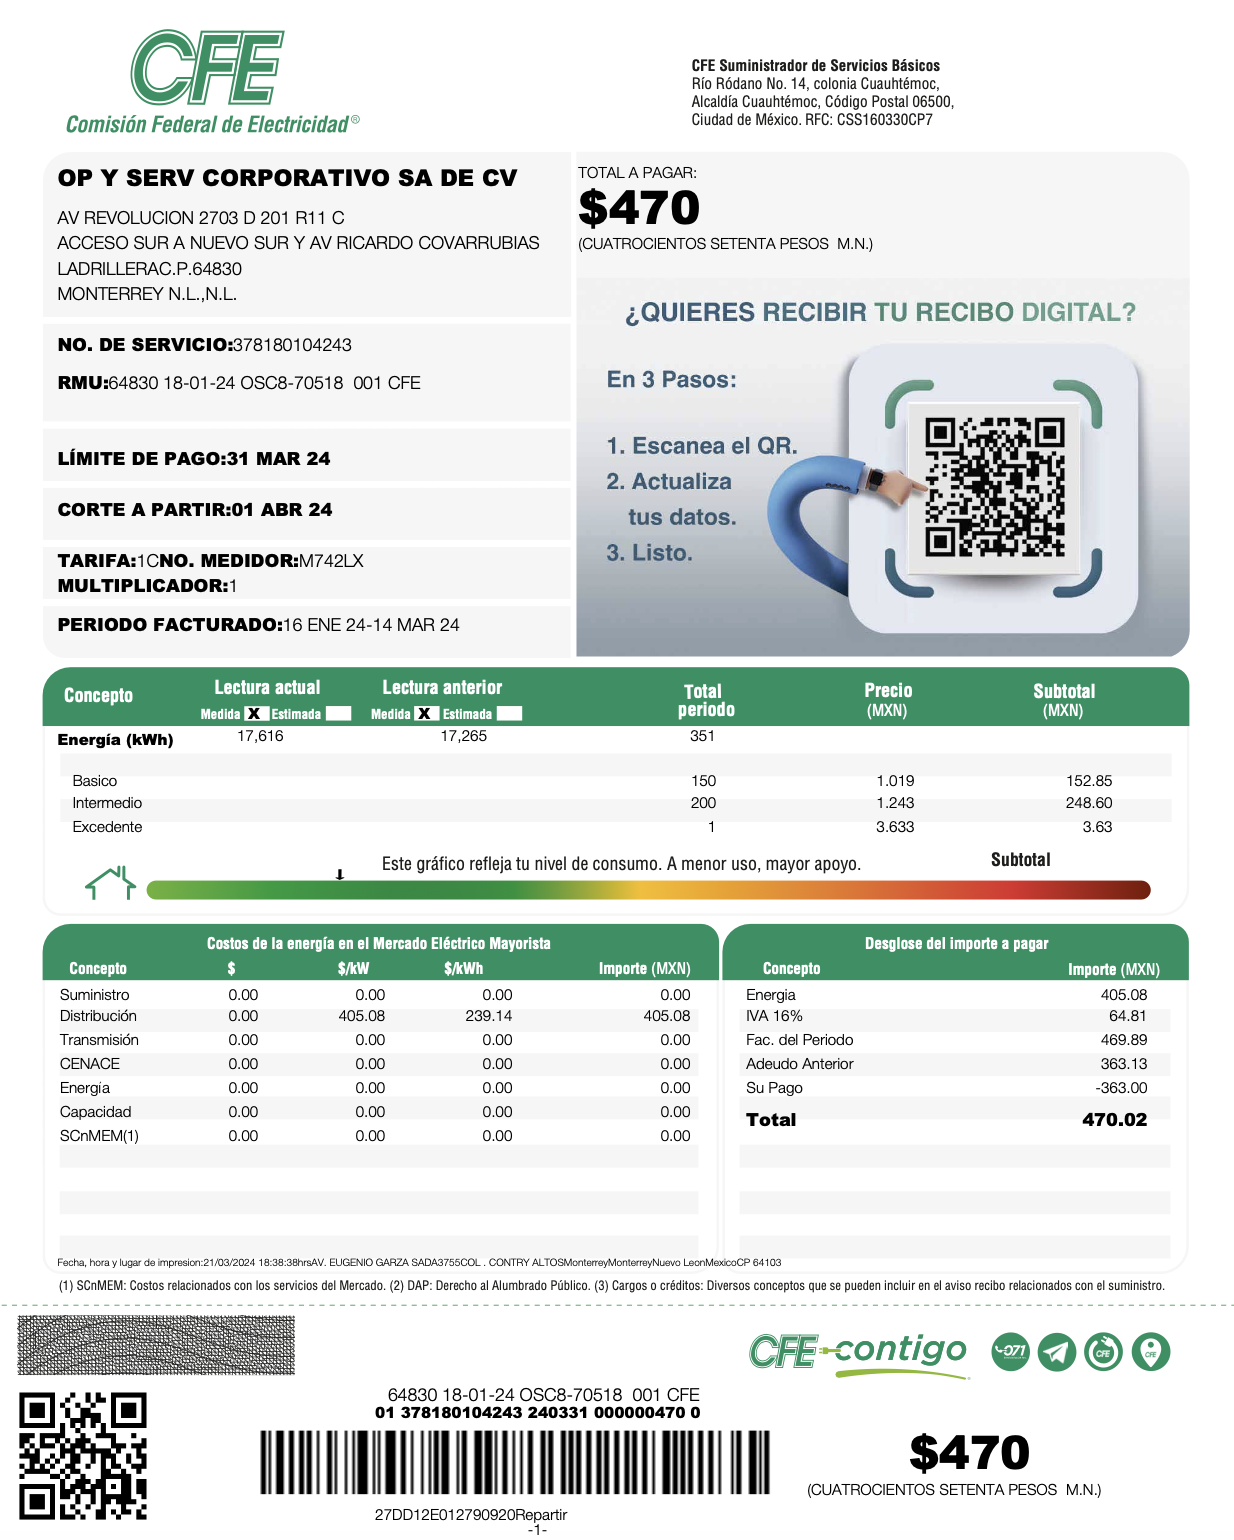 CFE
Comisión Federal de Electricidad®
CFE Suministrador de Servicios Básicos
Río Ródano No. 14, colonia Cuauhtémoc,
Alcaldía Cuauhtémoc, Código Postal 06500,
Ciudad de México. RFC: CSS160330CP7
OP Y SERV CORPORATIVO SA DE CV
AV REVOLUCION 2703 D 201 R11 C
ACCESO SUR A NUEVO SUR Y AV RICARDO COVARRUBIAS
LADRILLERAC.P.64830
MONTERREY N.L.,N.L.
NO. DE SERVICIO:378180104243
RMU:64830 18-01-24 OSC8-70518 001 CFE
LÍMITE DE PAGO:31 MAR 24
CORTE A PARTIR:01 ABR 24
TARIFA:1CNO. MEDIDOR:M742LX
MULTIPLICADOR:1
PERIODO FACTURADO:16 ENE 24-14 MAR 24
TOTAL A PAGAR:
$470
(CUATROCIENTOS SETENTA PESOS M.N.)
¿QUIERES RECIBIR TU RECIBO DIGITAL?
En 3 Pasos:
1. Escanea el QR.
2. Actualiza
tus datos.
3. Listo.
Concepto Lectura actual Lectura anterior Total periodo Precio (MXN) Subtotal (MXN)
Medida X Estimada Medida X Estimada
Energía (kWh) 17,616 17,265 351
Basico 150 1.019 152.85
Intermedio 200 1.243 248.60
Excedente 1 3.633 3.63
Este gráfico refleja tu nivel de consumo. A menor uso, mayor apoyo. Subtotal
Costos de la energía en el Mercado Eléctrico Mayorista
Concepto $ $/kW $/kWh Importe (MXN)
Suministro 0.00 0.00 0.00 0.00
Distribución 0.00 405.08 239.14 405.08
Transmisión 0.00 0.00 0.00 0.00
CENACE 0.00 0.00 0.00 0.00
Energía 0.00 0.00 0.00 0.00
Capacidad 0.00 0.00 0.00 0.00
SCnMEM(1) 0.00 0.00 0.00 0.00
Desglose del importe a pagar
Concepto Importe (MXN)
Energia 405.08
IVA 16% 64.81
Fac. del Periodo 469.89
Adeudo Anterior 363.13
Su Pago -363.00
Total 470.02
Fecha, hora y lugar de impresion:21/03/2024 18:38:38hrsAV. EUGENIO GARZA SADA3755COL . CONTRY ALTOSMonterreyMonterreyNuevo LeonMexicoCP 64103
(1) SCnMEM: Costos relacionados con los servicios del Mercado. (2) DAP: Derecho al Alumbrado Público. (3) Cargos o créditos: Diversos conceptos que se pueden incluir en el aviso recibo relacionados con el suministro.
CFE contigo
071
CFE
CFE
64830 18-01-24 OSC8-70518 001 CFE
01 378180104243 240331 000000470 0
27DD12E012790920Repartir
-1-
$470
(CUATROCIENTOS SETENTA PESOS M.N.)